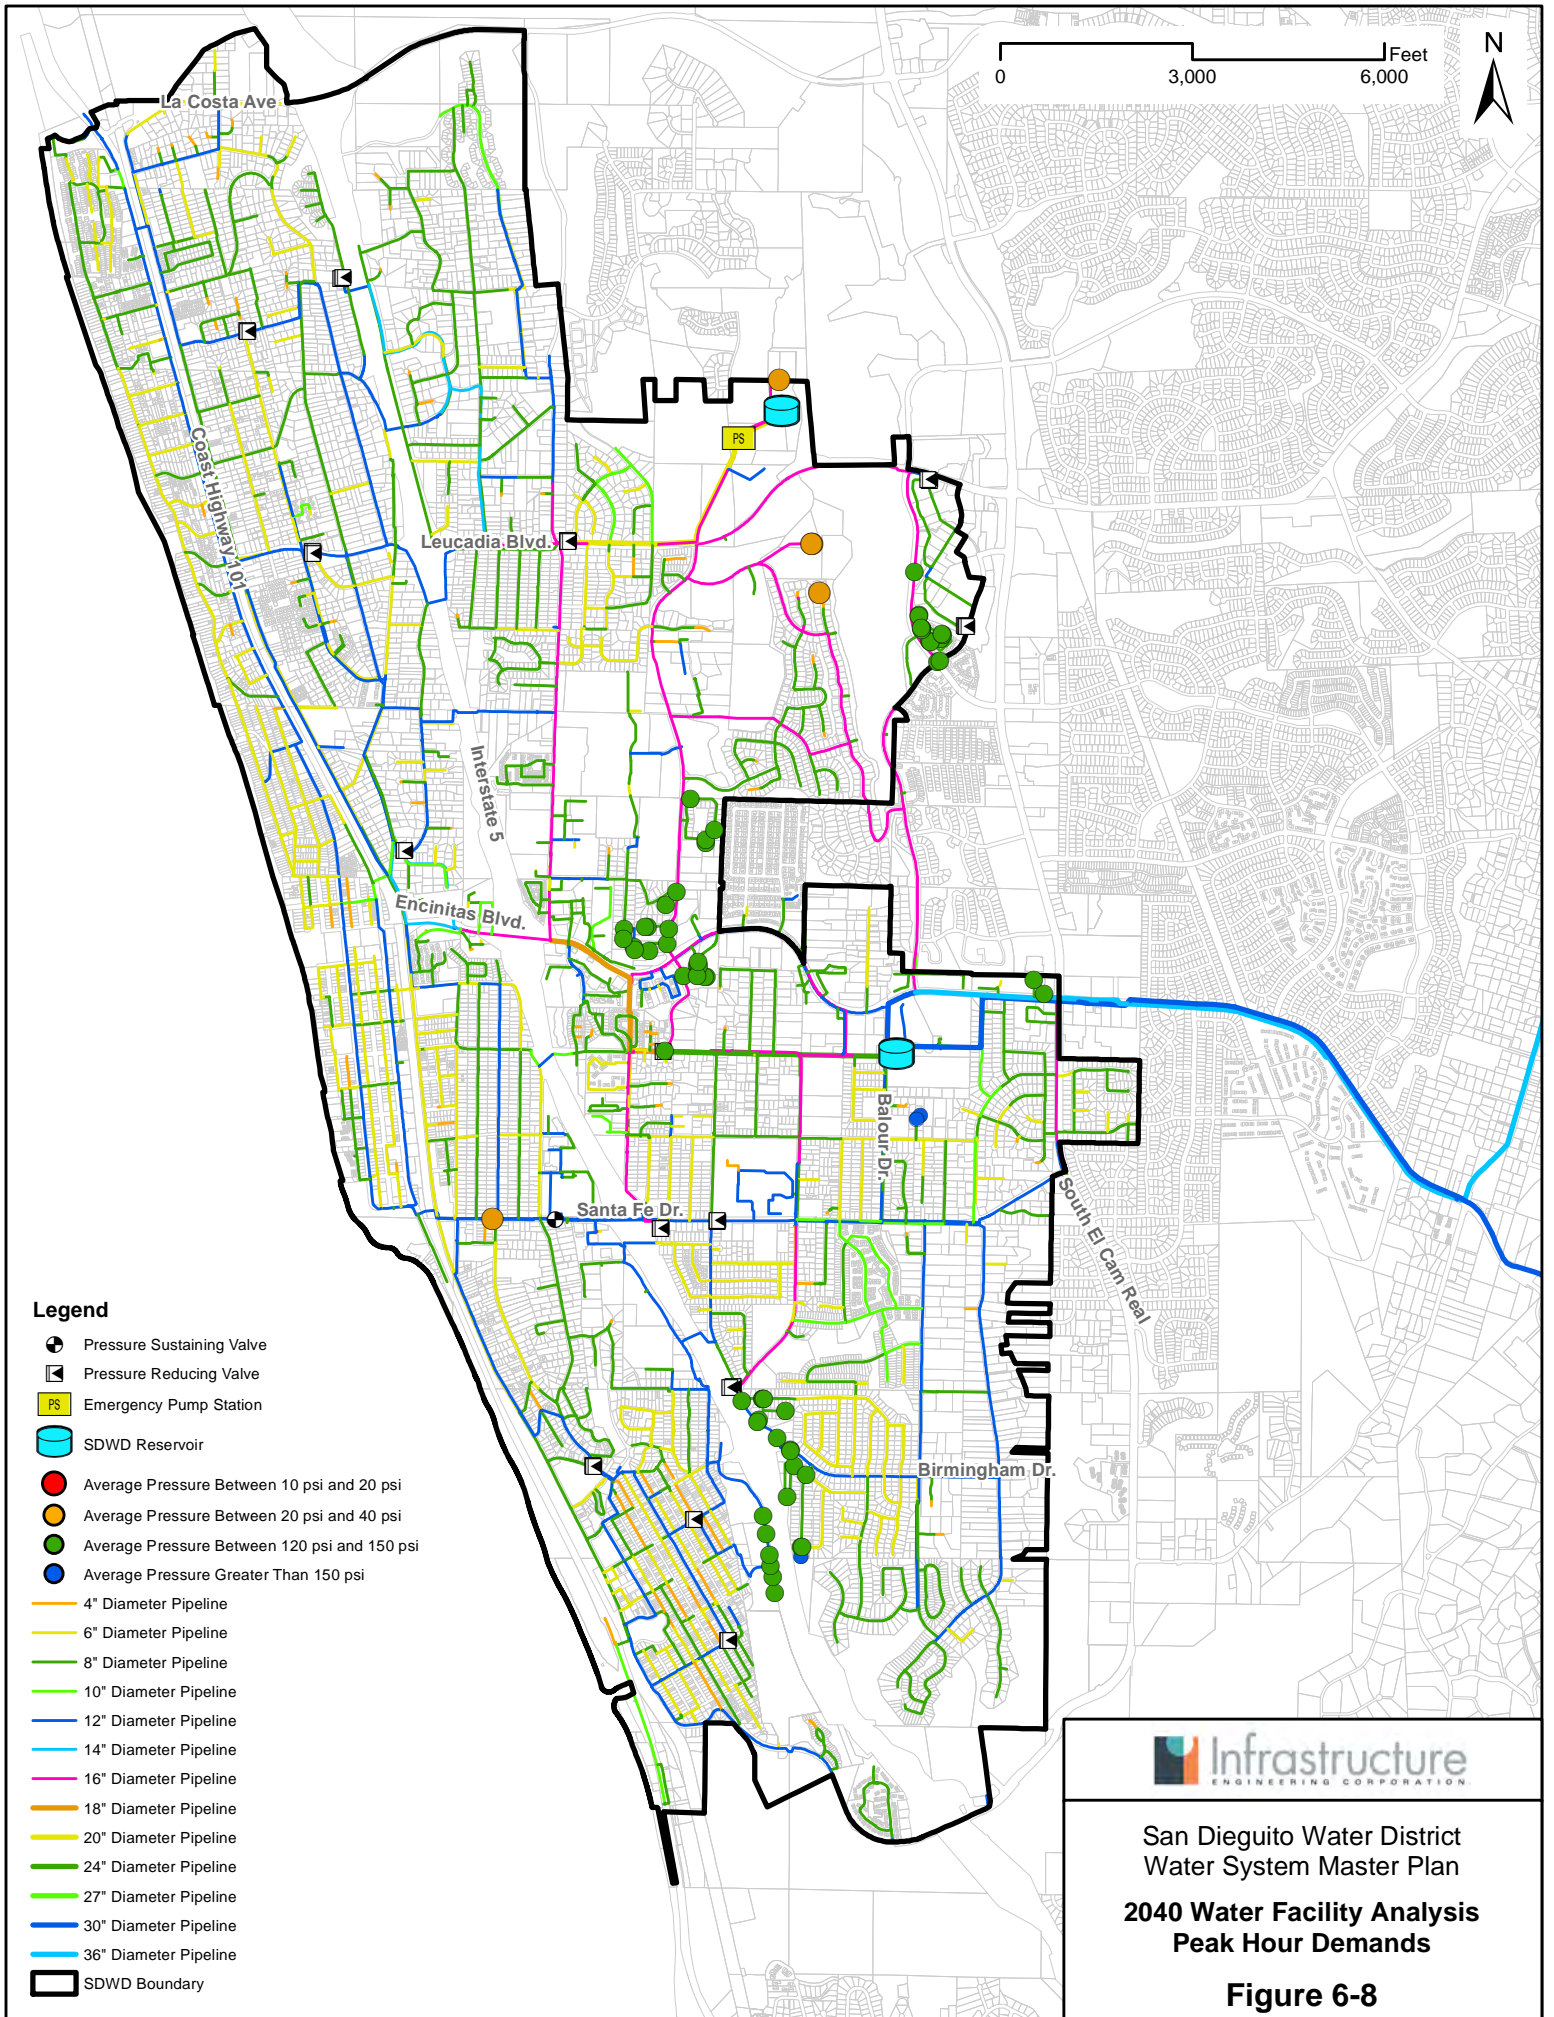 Feet
0
3,000
6,000
N
La Costa Ave
Coast Highway 101
PS
Leucadia Blvd.
Interstate 5
Encinitas Blvd.
Balour Dr.
Santa Fe Dr.
South El Cam Real
Birmingham Dr.
Legend
Pressure Sustaining Valve
Pressure Reducing Valve
PS
Emergency Pump Station
SDWD Reservoir
Average Pressure Between 10 psi and 20 psi
Average Pressure Between 20 psi and 40 psi
Average Pressure Between 120 psi and 150 psi
Average Pressure Greater Than 150 psi
4" Diameter Pipeline
6" Diameter Pipeline
8" Diameter Pipeline
10" Diameter Pipeline
12" Diameter Pipeline
14" Diameter Pipeline
16" Diameter Pipeline
18" Diameter Pipeline
20" Diameter Pipeline
24" Diameter Pipeline
27" Diameter Pipeline
30" Diameter Pipeline
36" Diameter Pipeline
SDWD Boundary
Infrastructure
ENGINEERING CORPORATION
San Dieguito Water District
Water System Master Plan
2040 Water Facility Analysis
Peak Hour Demands
Figure 6-8